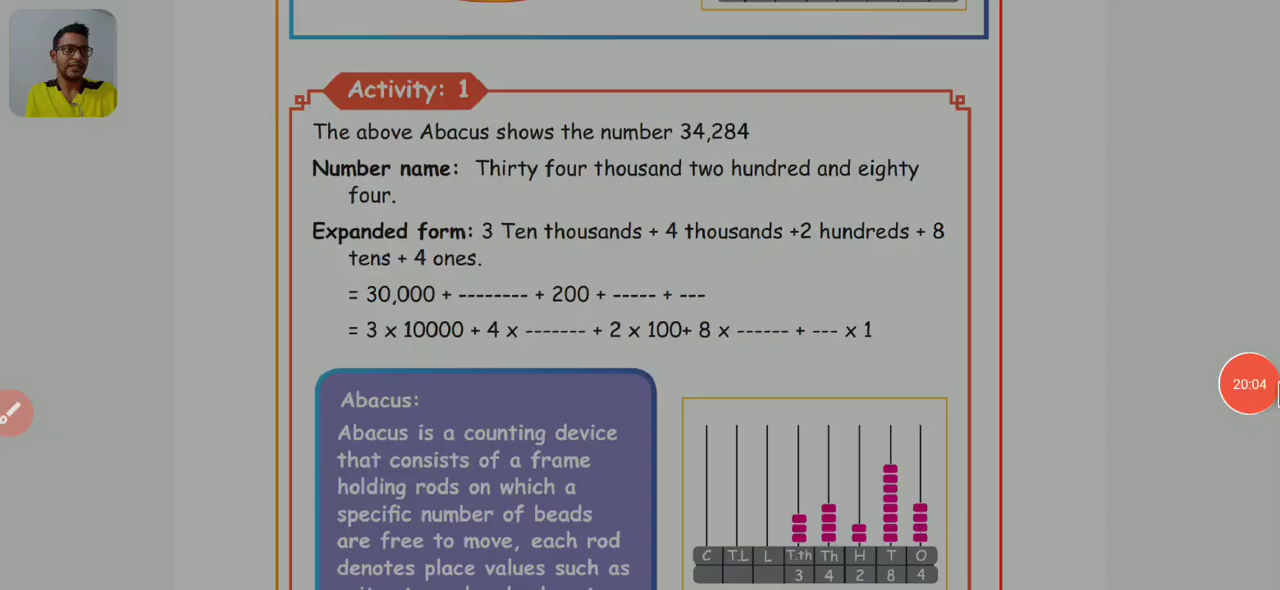 Activity: 1
The above Abacus shows the number 34,284
Number name: Thirty four thousand two hundred and eighty
four.
Expanded form: 3 Ten thousands + 4 thousands +2 hundreds + 8
tens + 4 ones.
= 30,000 + -------- + 200 + ----- + ---
= 3 x 10000 + 4 x ------- + 2 x 100+ 8 x ------ + --- x 1
Abacus:
Abacus is a counting device
that consists of a frame
holding rods on which a
specific number of beads
are free to move, each rod
denotes place values such as
C T.L L T.th Th H T O
3 4 2 8 4
20:04